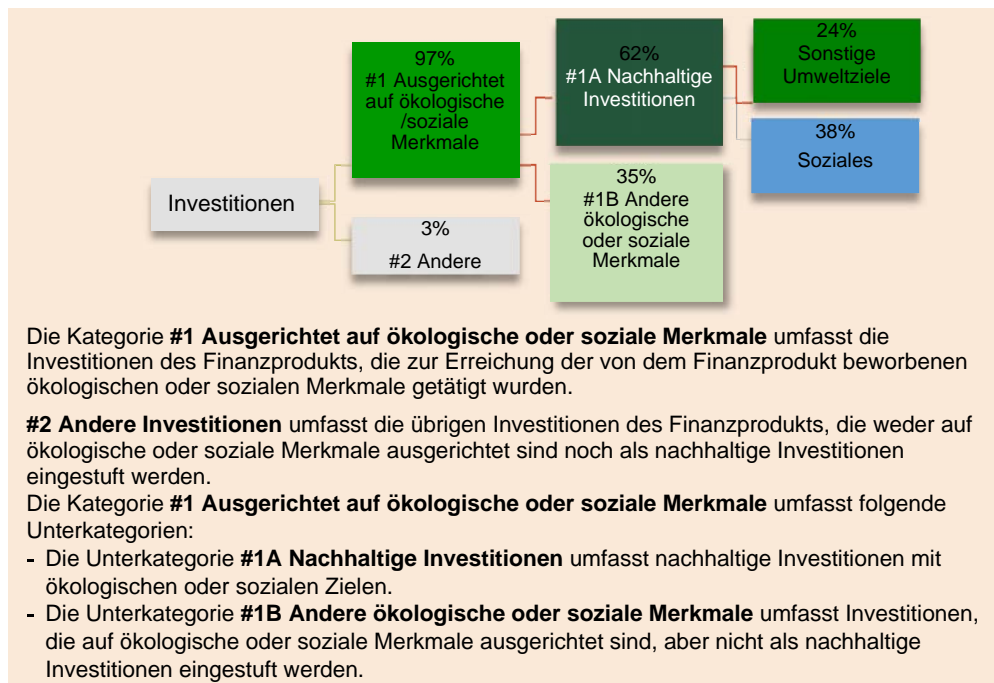 Investitionen
97%
#1 Ausgerichtet
auf ökologische
/soziale
Merkmale
3%
#2 Andere
62%
#1A Nachhaltige
Investitionen
35%
#1B Andere
ökologische
oder soziale
Merkmale
24%
Sonstige
Umweltziele
38%
Soziales
Die Kategorie #1 Ausgerichtet auf ökologische oder soziale Merkmale umfasst die
Investitionen des Finanzprodukts, die zur Erreichung der von dem Finanzprodukt beworbenen
ökologischen oder sozialen Merkmale getätigt wurden.
#2 Andere Investitionen umfasst die übrigen Investitionen des Finanzprodukts, die weder auf
ökologische oder soziale Merkmale ausgerichtet sind noch als nachhaltige Investitionen
eingestuft werden.
Die Kategorie #1 Ausgerichtet auf ökologische oder soziale Merkmale umfasst folgende
Unterkategorien:
- Die Unterkategorie #1A Nachhaltige Investitionen umfasst nachhaltige Investitionen mit
ökologischen oder sozialen Zielen.
- Die Unterkategorie #1B Andere ökologische oder soziale Merkmale umfasst Investitionen,
die auf ökologische oder soziale Merkmale ausgerichtet sind, aber nicht als nachhaltige
Investitionen eingestuft werden.